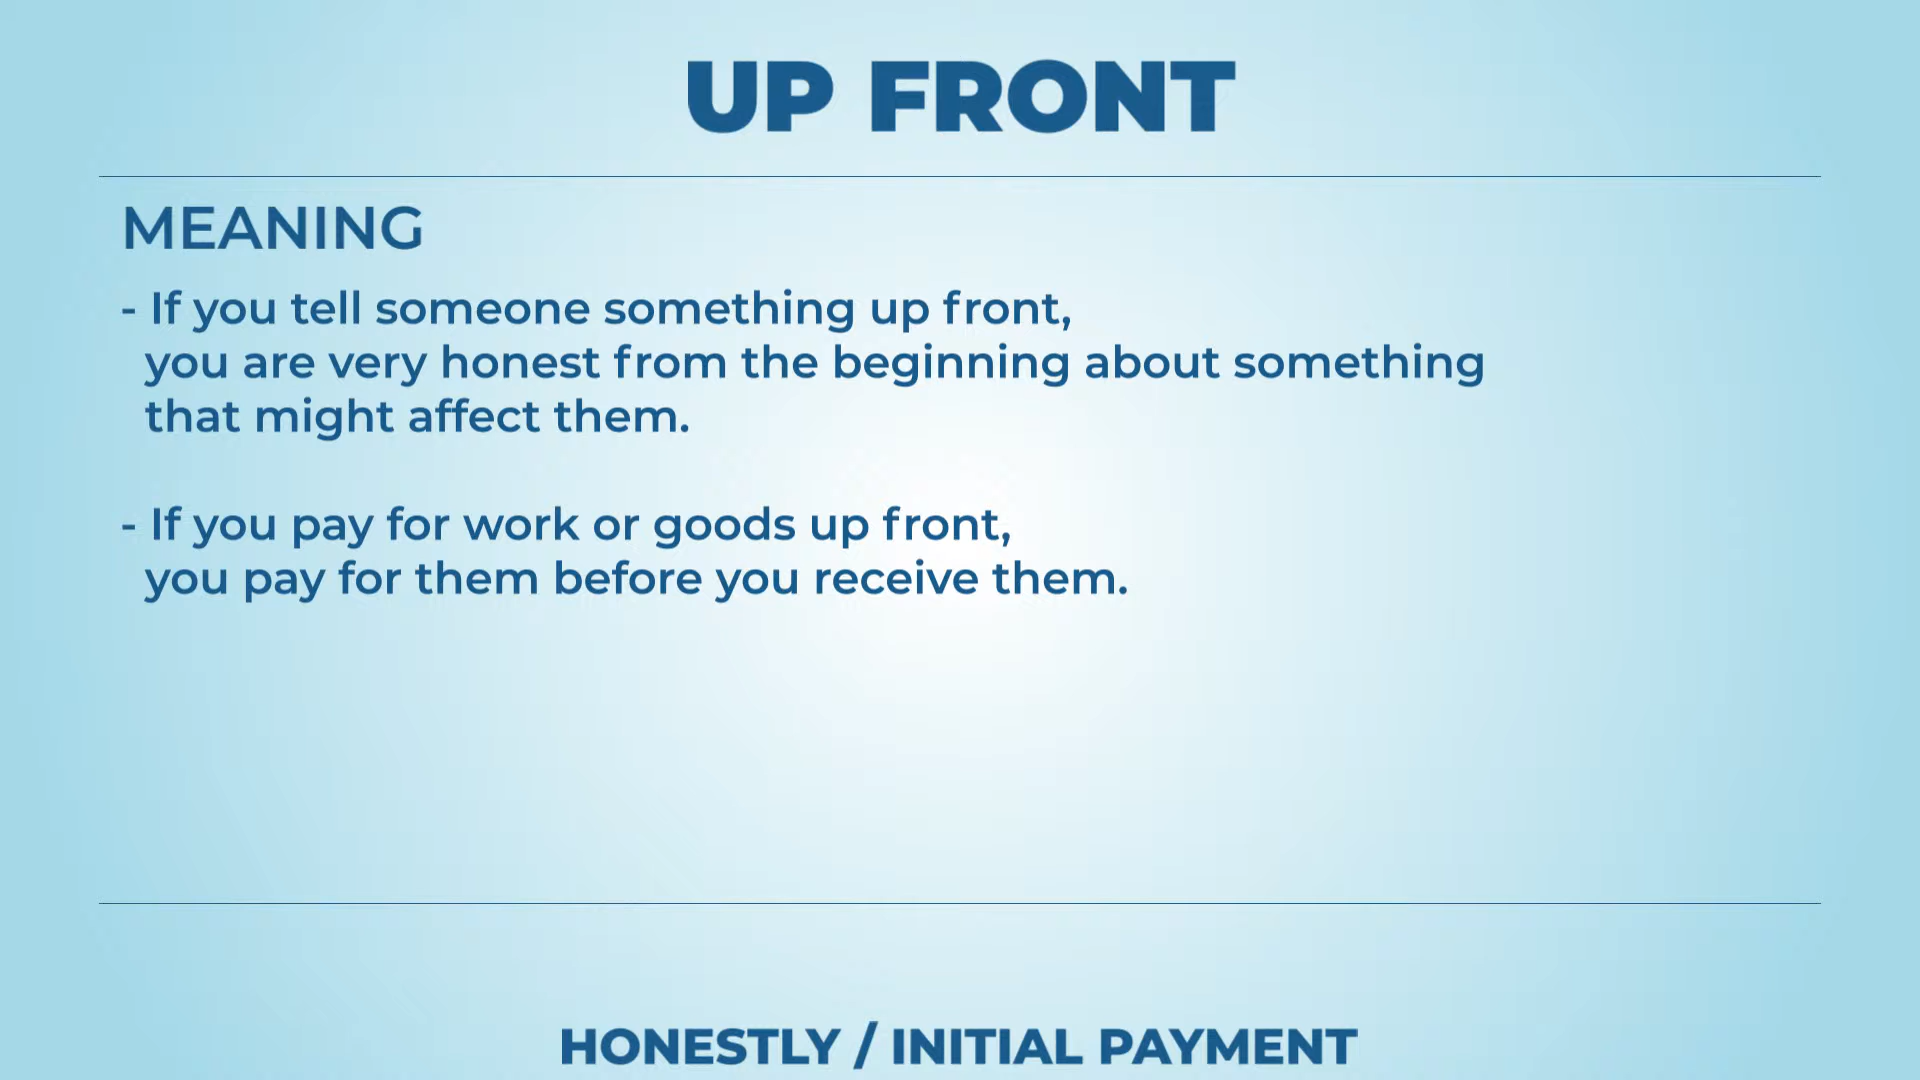 UP FRONT
MEANING
- If you tell someone something up front,
you are very honest from the beginning about something
that might affect them.
- If you pay for work or goods up front,
you pay for them before you receive them.
HONESTLY / INITIAL PAYMENT